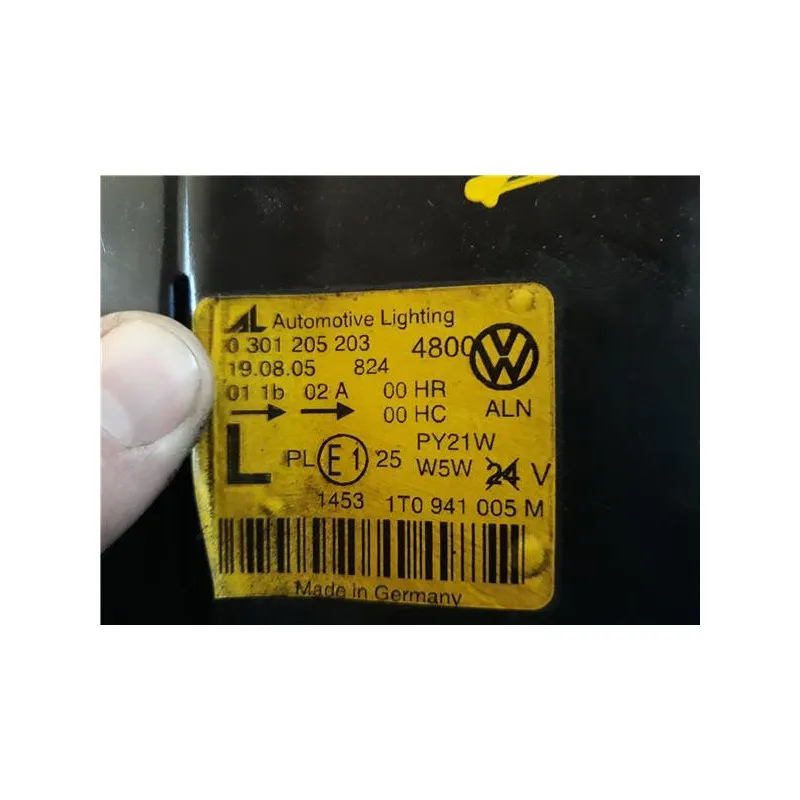 AL Automotive Lighting
0 301 205 203 4800
19.08.05 824
01 1b 02 A 00 HR
00 HC ALN
L PL E1 25 PY21W
W5W 24 V
1453 1T0 941 005 M
Made in Germany